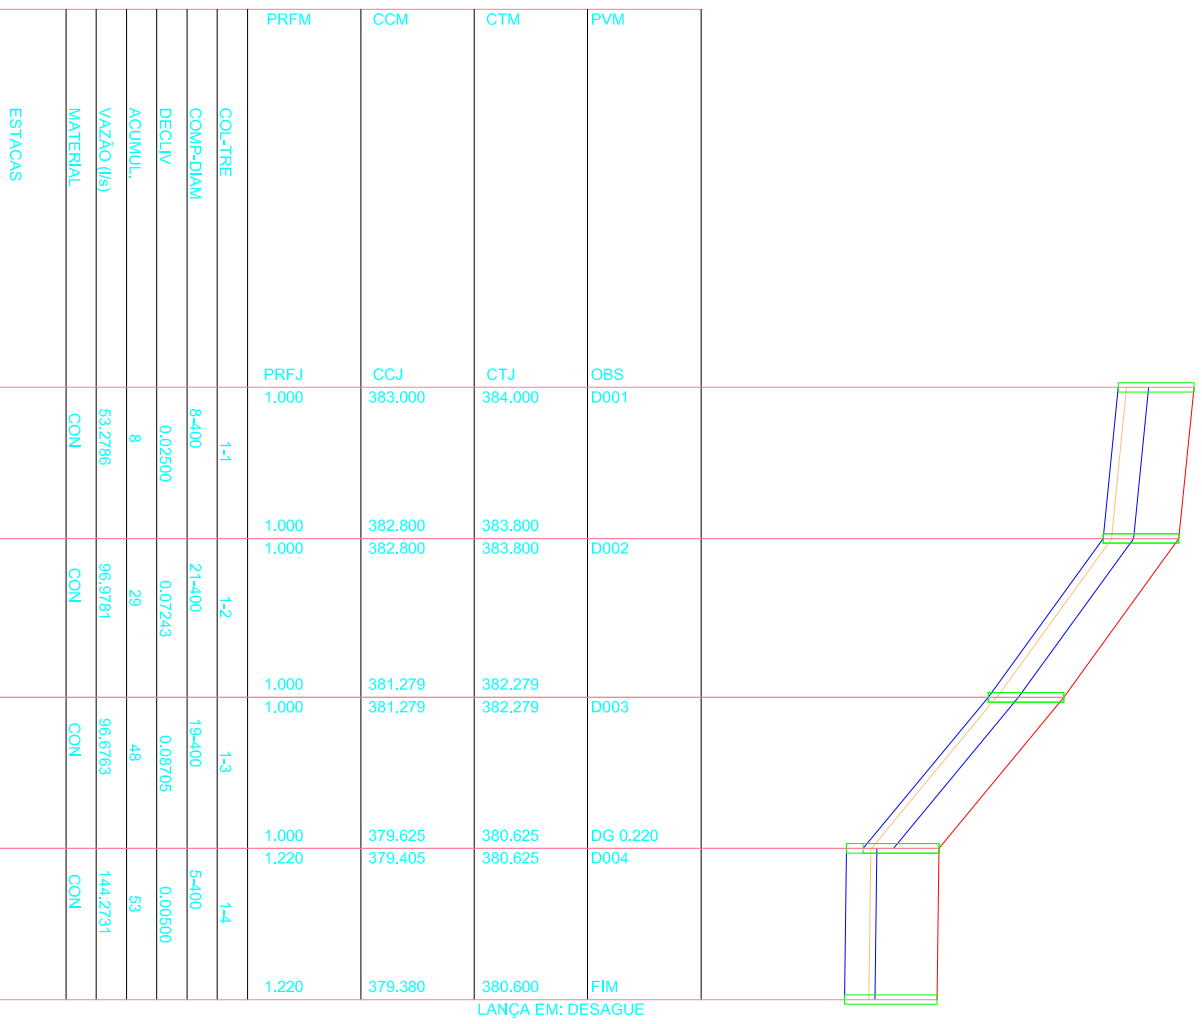 PRFM CCM CTM PVM
ESTACAS
MATERIAL
VAZÃO (l/s)
ACUMUL.
DECLIV
COMP-DIAM
COL-TRE
PRFJ CCJ CTJ OBS
1.000 383.000 384.000 D001
CON
53.2786
8
0.02500
8-400
1-1
1.000 382.800 383.800
1.000 382.800 383.800 D002
CON
96.9781
29
0.07243
21-400
1-2
1.000 381.279 382.279
1.000 381.279 382.279 D003
CON
96.6763
48
0.08705
19-400
1-3
1.000 379.625 380.625 DG 0.220
1.220 379.405 380.625 D004
CON
144.2731
53
0.00500
5-400
1-4
1.220 379.380 380.600 FIM
LANÇA EM: DESAGUE